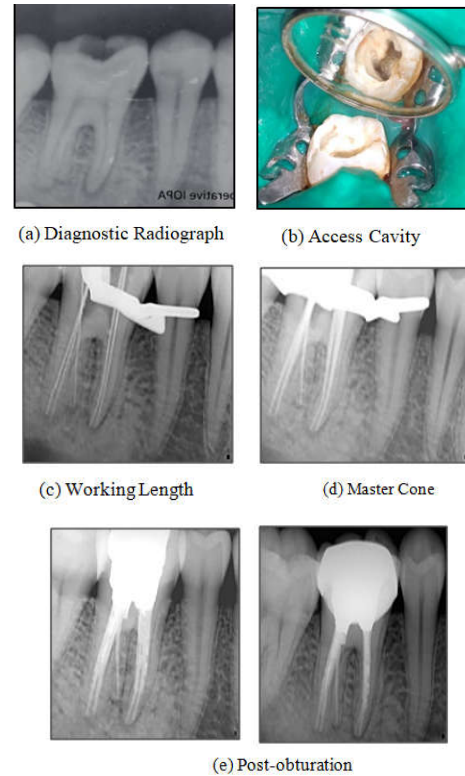 erative IOPA
(a) Diagnostic Radiograph
(b) Access Cavity
(c) Working Length
(d) Master Cone
(e) Post-obturation